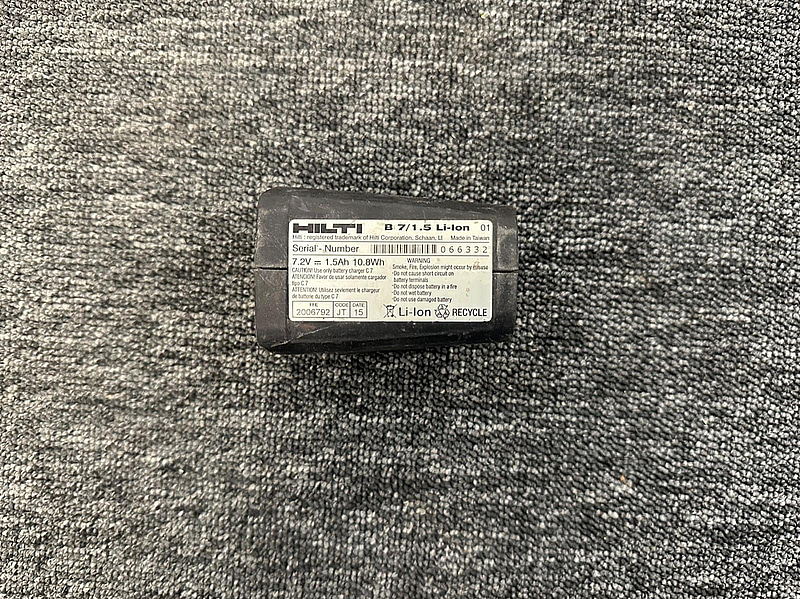 HILTI B 7/1.5 Li-Ion 01
Hilti : registered trademark of Hilti Corporation, Schaan, LI Made in Taiwan
Serial - Number 066332
7.2V 1.5Ah 10.8Wh
CAUTION! Use only battery charger C 7
ATENCION! Favor de usar solamente cargador
tipo C 7
ATTENTION! Utilisez seulement le chargeur
de batterie du type C 7
WARNING
Smoke, Fire, Explosion might occur by misuse
-Do not cause short circuit on
battery terminals
-Do not dispose battery in a fire
-Do not wet battery
-Do not use damaged battery
CODE DATE
2006792 JT 15
Li-Ion RECYCLE